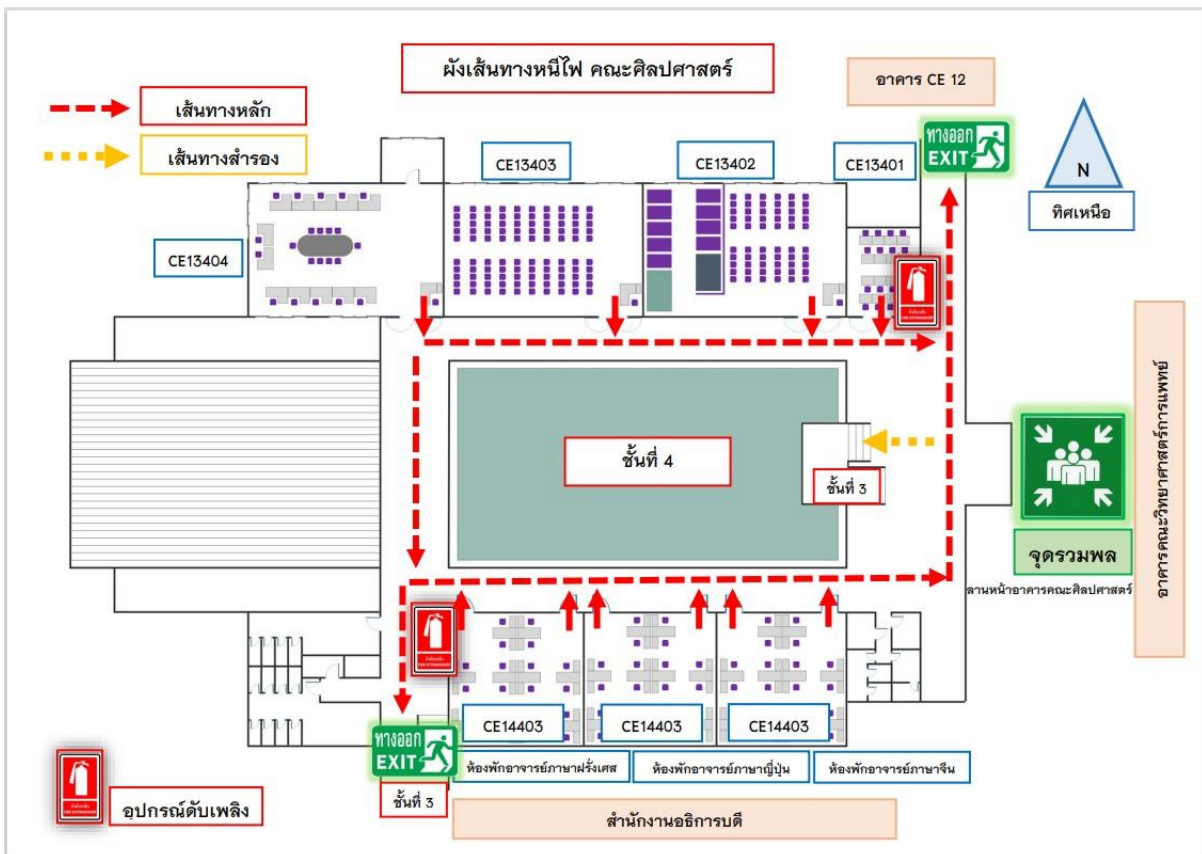 ผังเส้นทางหนีไฟ คณะศิลปศาสตร์
อาคาร CE 12
เส้นทางหลัก
เส้นทางสำรอง
ทางออก
EXIT
N
ทิศเหนือ
CE13403
CE13402
CE13401
CE13404
ชั้นที่ 4
ชั้นที่ 3
จุดรวมพล
ลานหน้าอาคารคณะศิลปศาสตร์
อาคารคณะวิทยาศาสตร์การแพทย์
CE14403
CE14403
CE14403
ทางออก
EXIT
ห้องพักอาจารย์ภาษาฝรั่งเศส
ห้องพักอาจารย์ภาษาญี่ปุ่น
ห้องพักอาจารย์ภาษาจีน
ชั้นที่ 3
อุปกรณ์ดับเพลิง
สำนักงานอธิการบดี